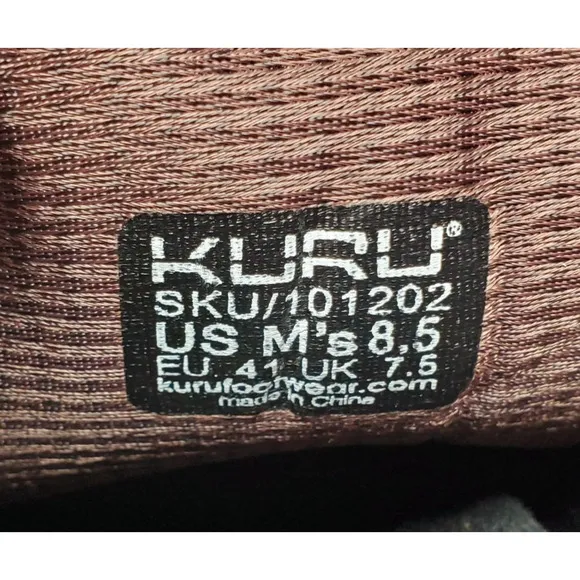 KURU®
SKU/101202
US M's 8.5
EU 41 UK 7.5
kurufootwear.com
made in China